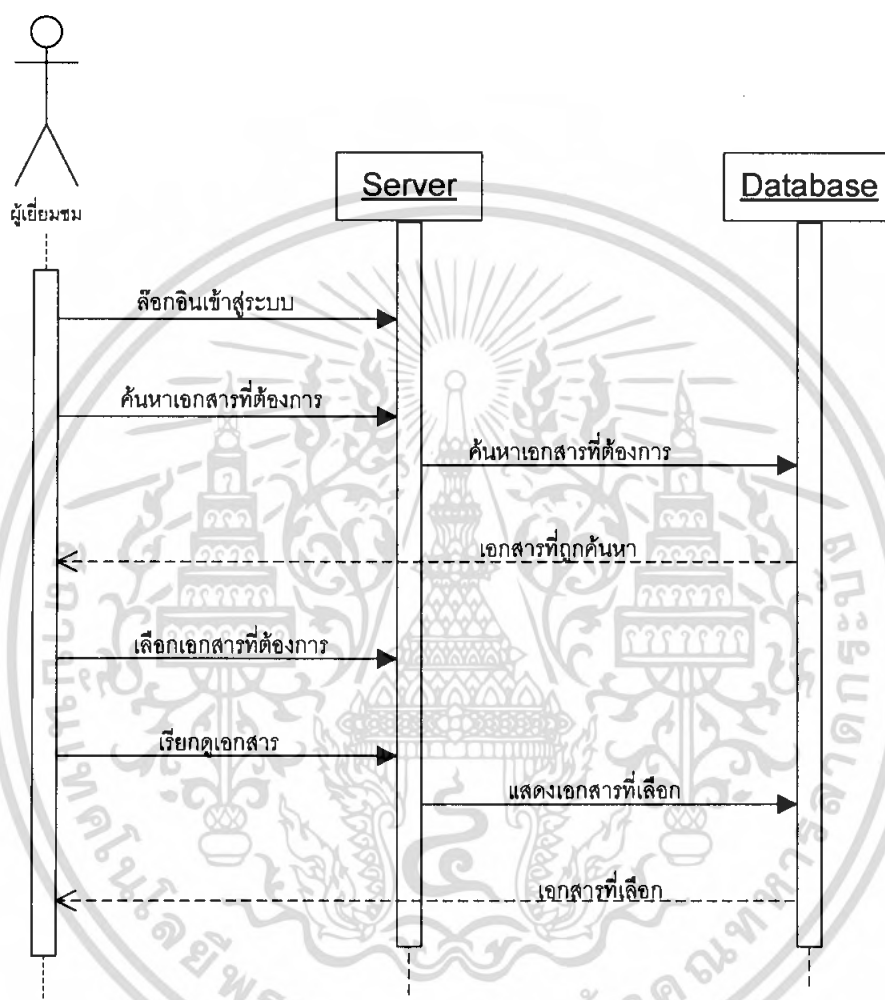 ผู้เยี่ยมชม
Server
Database
ล๊อกอินเข้าสู่ระบบ
ค้นหาเอกสารที่ต้องการ
ค้นหาเอกสารที่ต้องการ
เอกสารที่ถูกค้นหา
เลือกเอกสารที่ต้องการ
เรียกดูเอกสาร
แสดงเอกสารที่เลือก
เอกสารที่เลือก